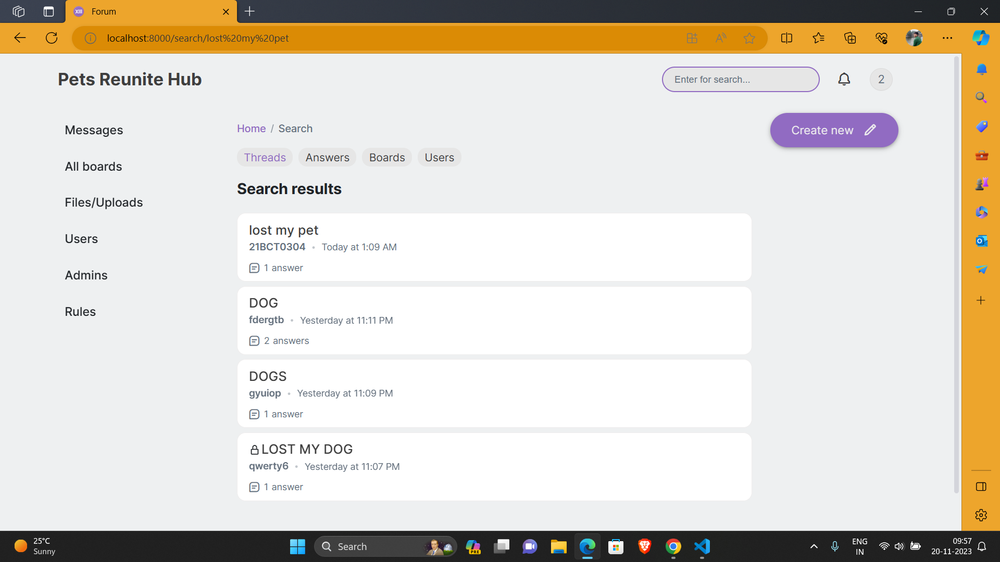 XIII Forum
localhost:8000/search/lost%20my%20pet
Pets Reunite Hub
Enter for search...
2
Messages
All boards
Files/Uploads
Users
Admins
Rules
Home / Search
Create new
Threads Answers Boards Users
Search results
lost my pet
21BCT0304 • Today at 1:09 AM
1 answer
DOG
fdergtb • Yesterday at 11:11 PM
2 answers
DOGS
gyuiop • Yesterday at 11:09 PM
1 answer
LOST MY DOG
qwerty6 • Yesterday at 11:07 PM
1 answer
25°C
Sunny
Search
PRE
ENG
IN
09:57
20-11-2023